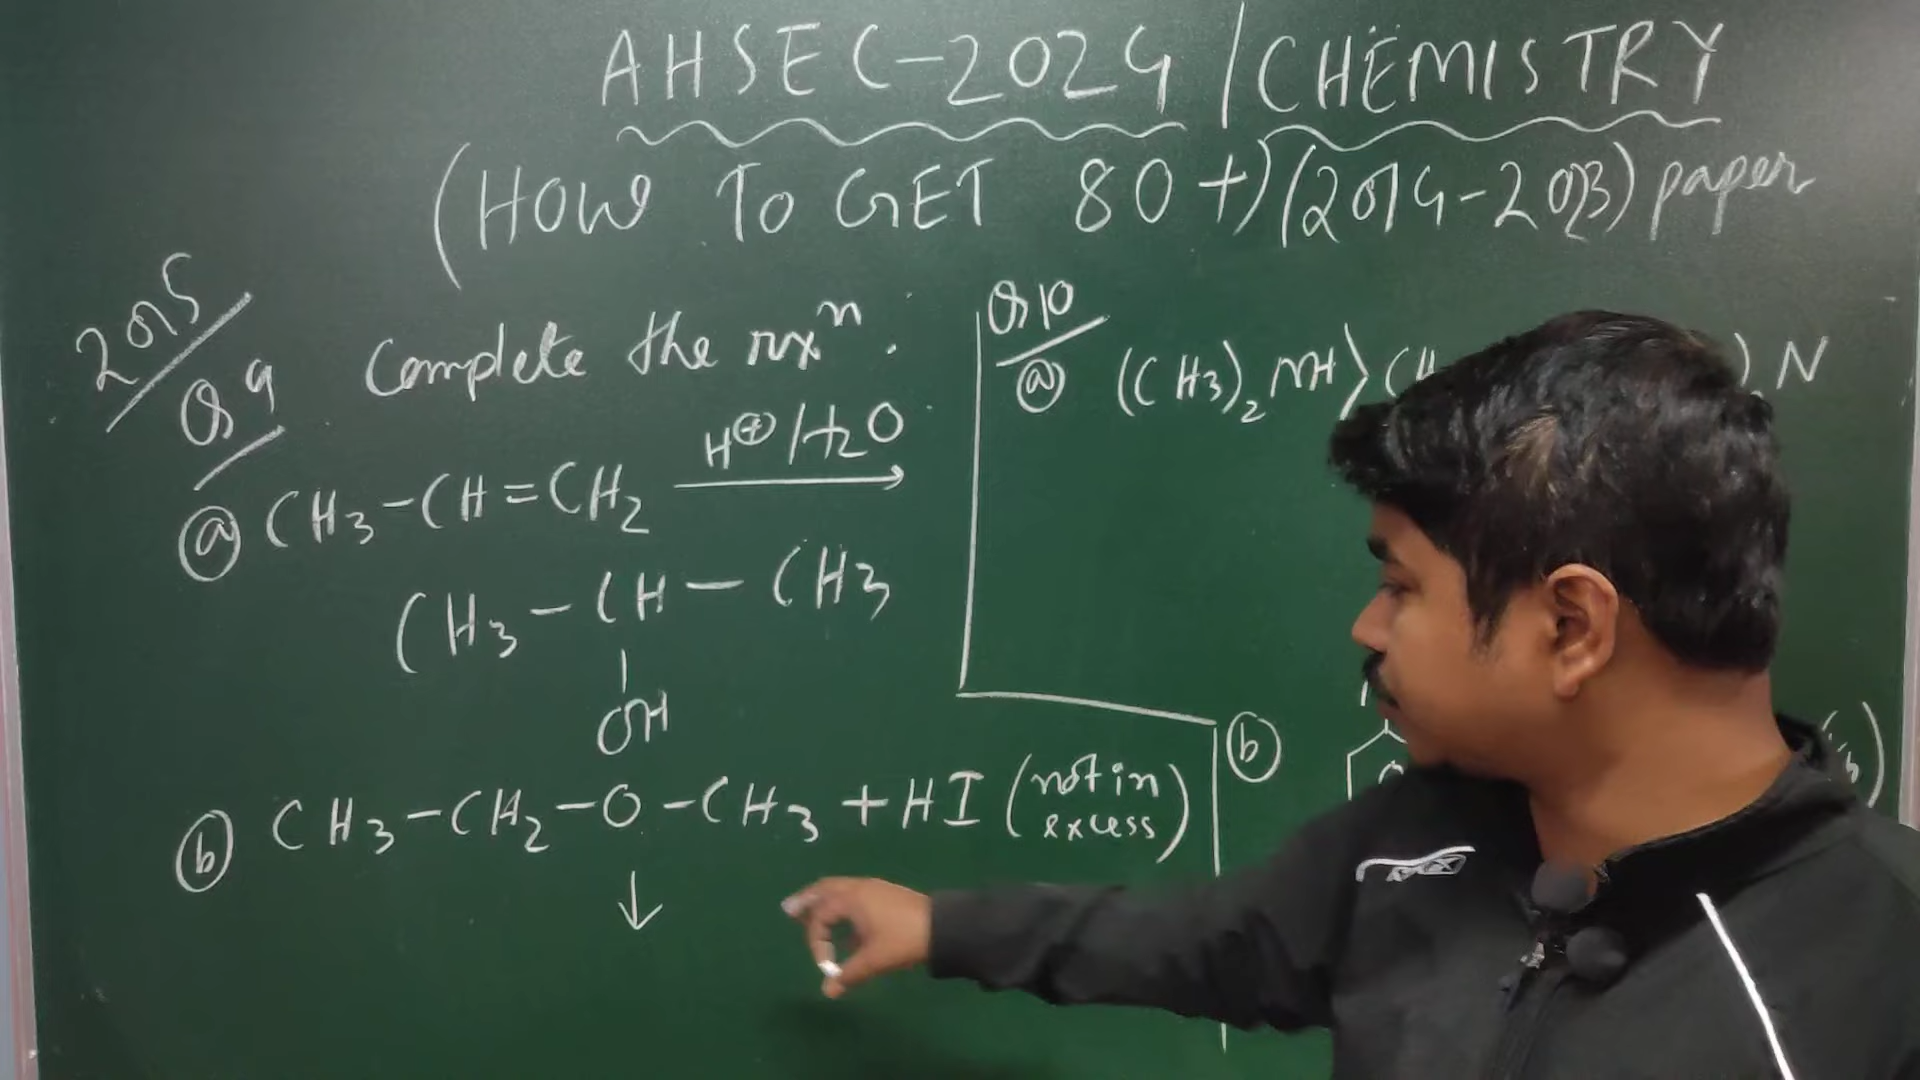 AHSEC-2024 / CHEMISTRY
(HOW TO GET 80+) (2014-2023) paper
2015
Q9 Complete the rxⁿ.
ⓐ CH₃-CH=CH₂ H⊕/H₂O →
CH₃-CH-CH₃
|
OH
ⓑ CH₃-CH₂-O-CH₃ + HI (not in excess)
↓
Q10
ⓐ (CH₃)₂NH > (CH N
ⓑ